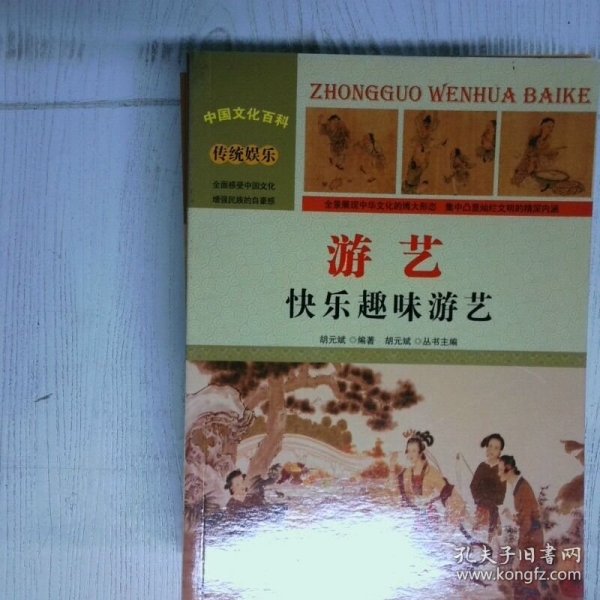 ZHONGGUO WENHUA BAIKE
中国文化百科
传统娱乐
全面感受中国文化
增强民族的自豪感
全景展现中华文化的博大形态 集中凸显灿烂文明的精深内涵
游艺
快乐趣味游艺
胡元斌◎编著 胡元斌◎丛书主编
孔夫子旧书网
www.kongfz.com